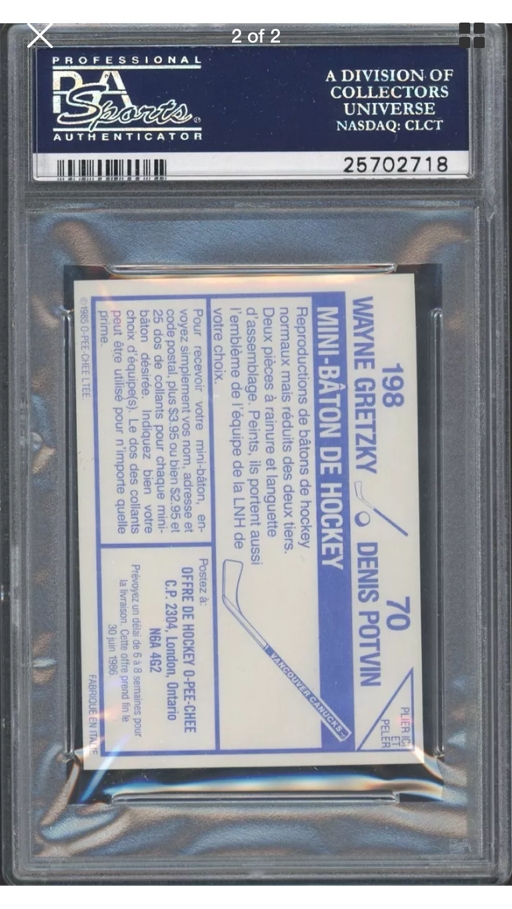 2 of 2
PROFESSIONAL
PSA
Sports®
AUTHENTICATOR
A DIVISION OF
COLLECTORS
UNIVERSE
NASDAQ: CLCT
25702718
198
WAYNE GRETZKY
70
DENIS POTVIN
PLIER ICI
ET
PELER
MINI-BÂTON DE HOCKEY
Reproductions de bâtons de hockey
normaux mais réduits des deux tiers.
Deux pièces à rainure et languette
d'assemblage. Peints, ils portent aussi
l'emblème de l'équipe de la LNH de
votre choix.
VANCOUVER CANUCKS
Pour recevoir votre mini-bâton, en-
voyez simplement vos nom, adresse et
code postal, plus $3.95 ou bien $2.95 et
25 dos de collants pour chaque mini-
bâton désirée. Indiquez bien votre
choix d'équipe(s). Le dos des collants
peut être utilisé pour n'importe quelle
prime.
Postez à:
OFFRE DE HOCKEY O-PEE-CHEE
C.P. 2304, London, Ontario
N6A 4G2
Prévoyez un délai de 6 à 8 semaines pour
la livraison. Cette offre prend fin le
30 juin 1986
© 1985 O-PEE-CHEE LTÉE
FABRIQUÉ EN ITALIE